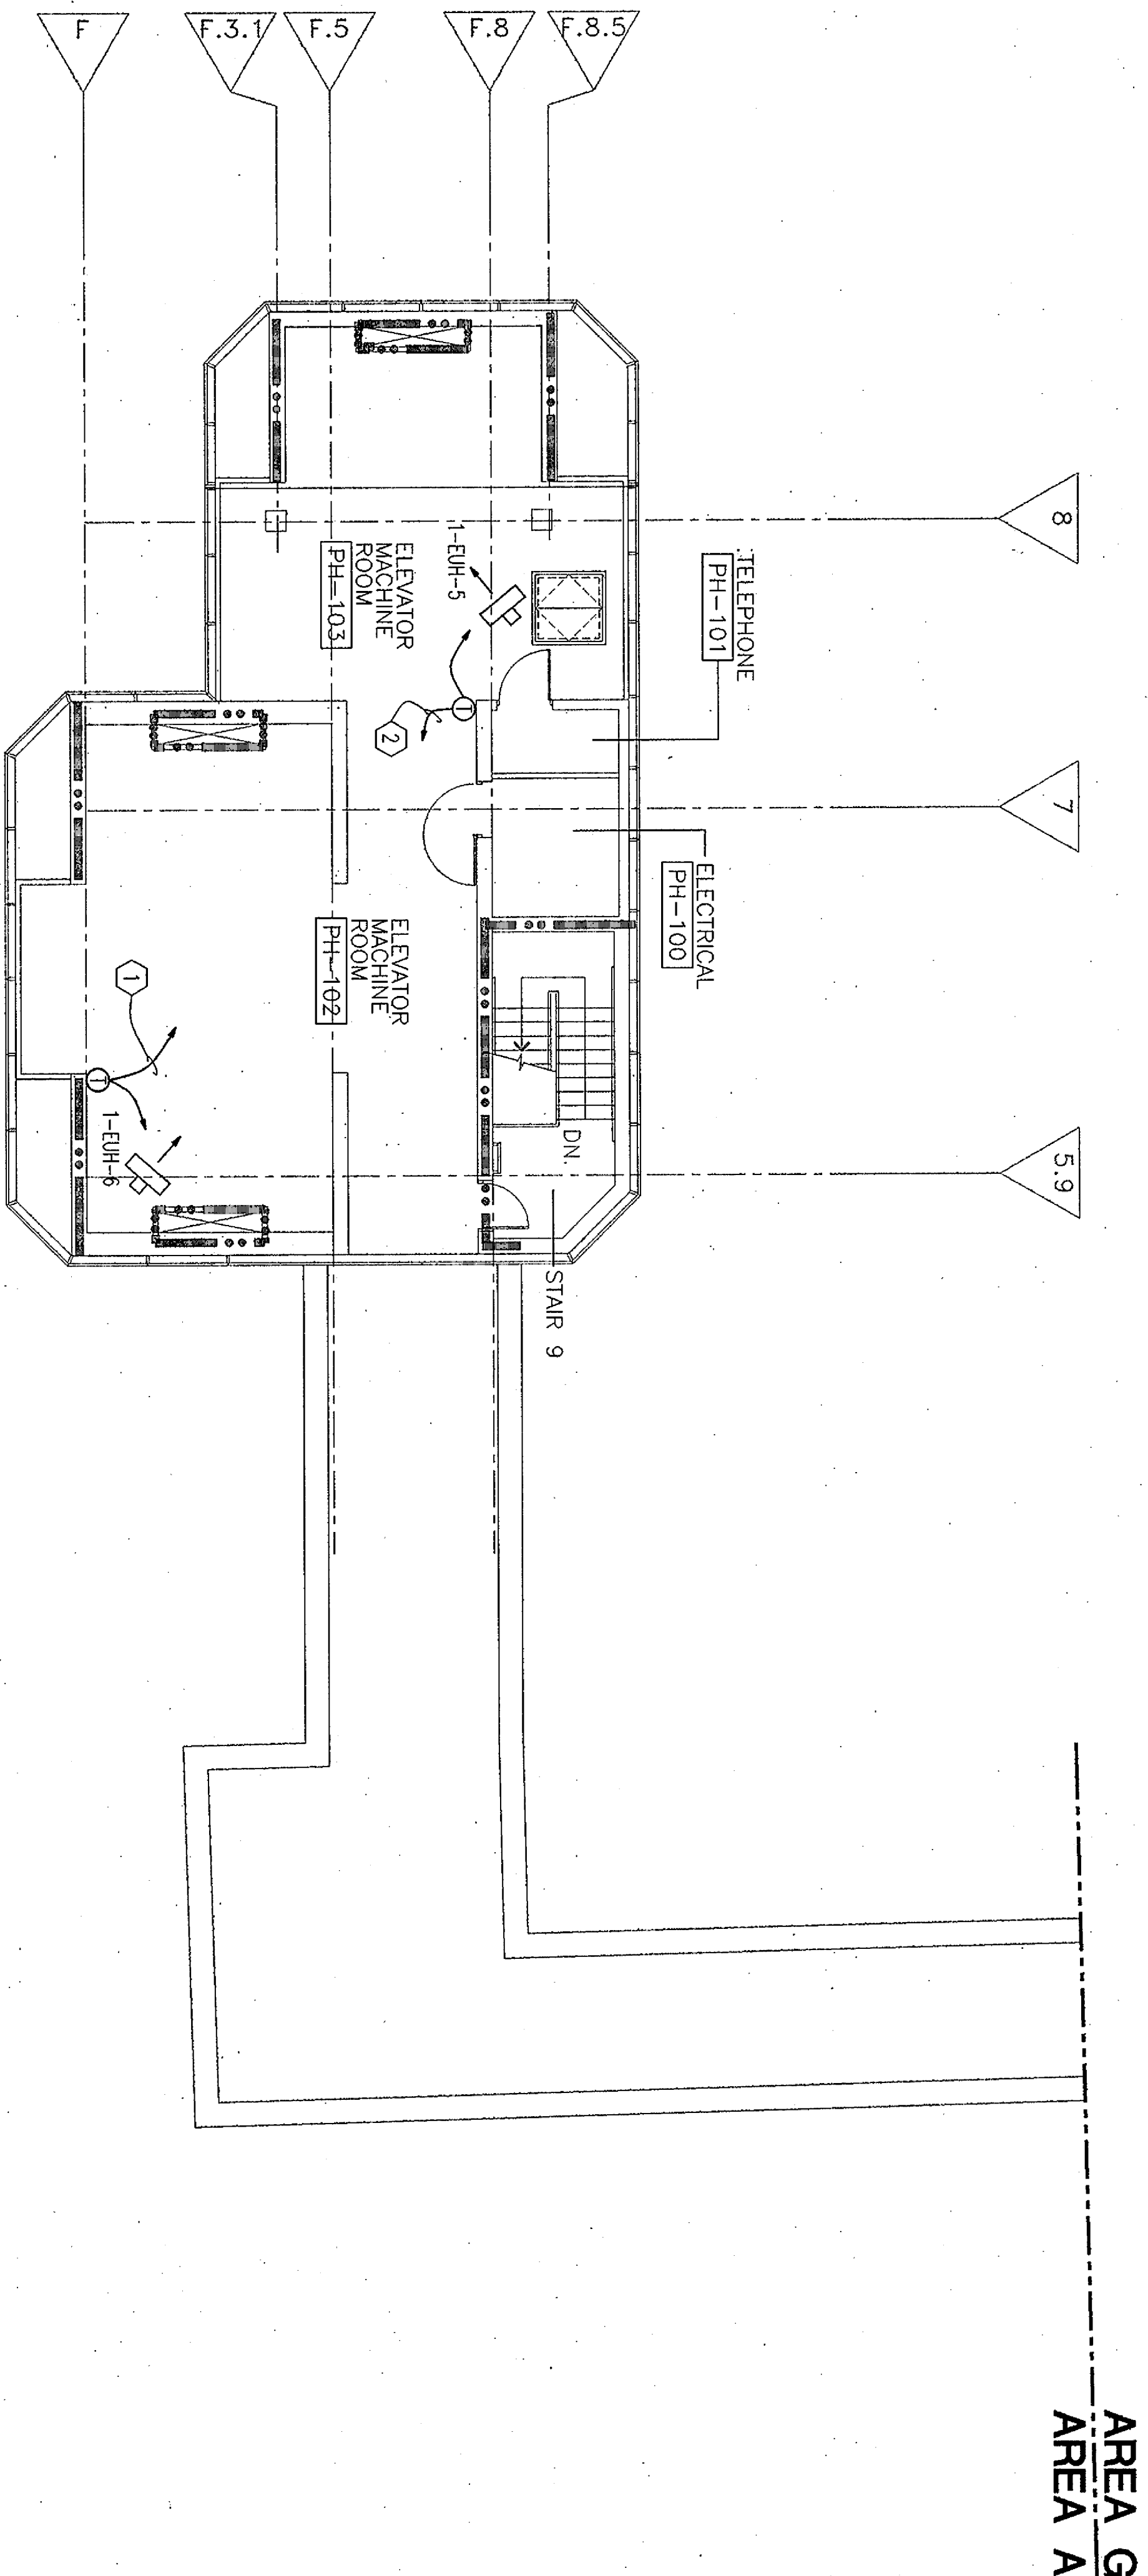 F
F.3.1
F.5
F.8
F.8.5
8
7
5.9
:TELEPHONE
PH-101
ELECTRICAL
PH-100
1-EUH-5
ELEVATOR
MACHINE
ROOM
PH-103
T
2
ELEVATOR
MACHINE
ROOM
PH-102
DN.
STAIR 9
1
T
1-EUH-6
AREA G
AREA A